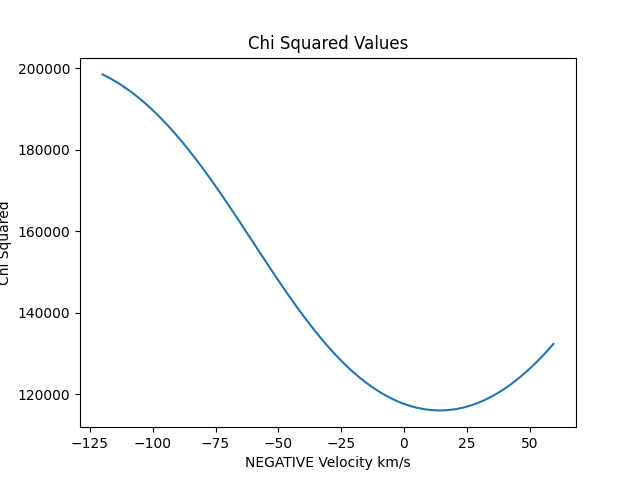 Chi Squared Values
200000
180000
160000
140000
120000
Chi Squared
−125 −100 −75 −50 −25 0 25 50
NEGATIVE Velocity km/s